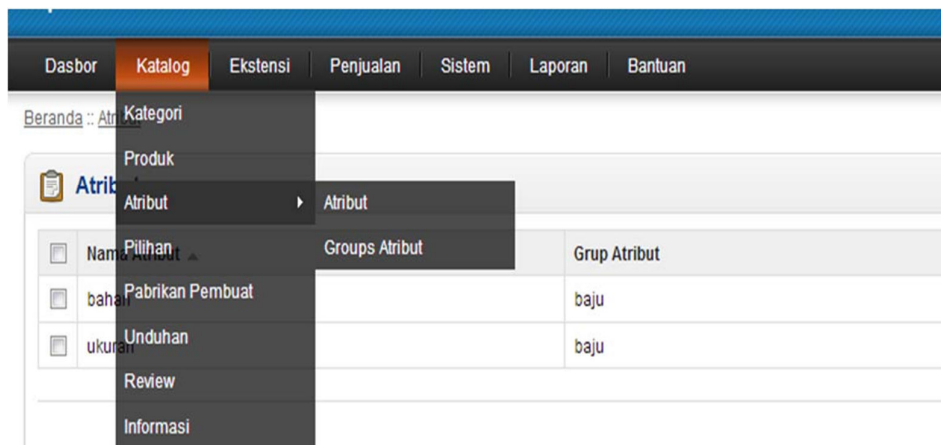 Dasbor Katalog Ekstensi Penjualan Sistem Laporan Bantuan
Beranda ::
Kategori
Produk
Atribut Atribut
Pilihan Groups Atribut Grup Atribut
Pabrikan Pembuat baju
Unduhan baju
Review
Informasi